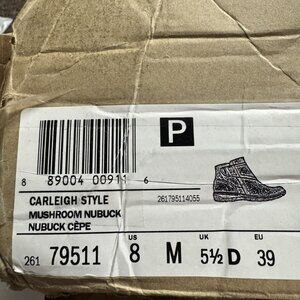 P
8 89004 00911 6
261795114055
CARLEIGH STYLE
MUSHROOM NUBUCK
NUBUCK CÈPE
US UK EU
261 79511 8 M 5½ D 39